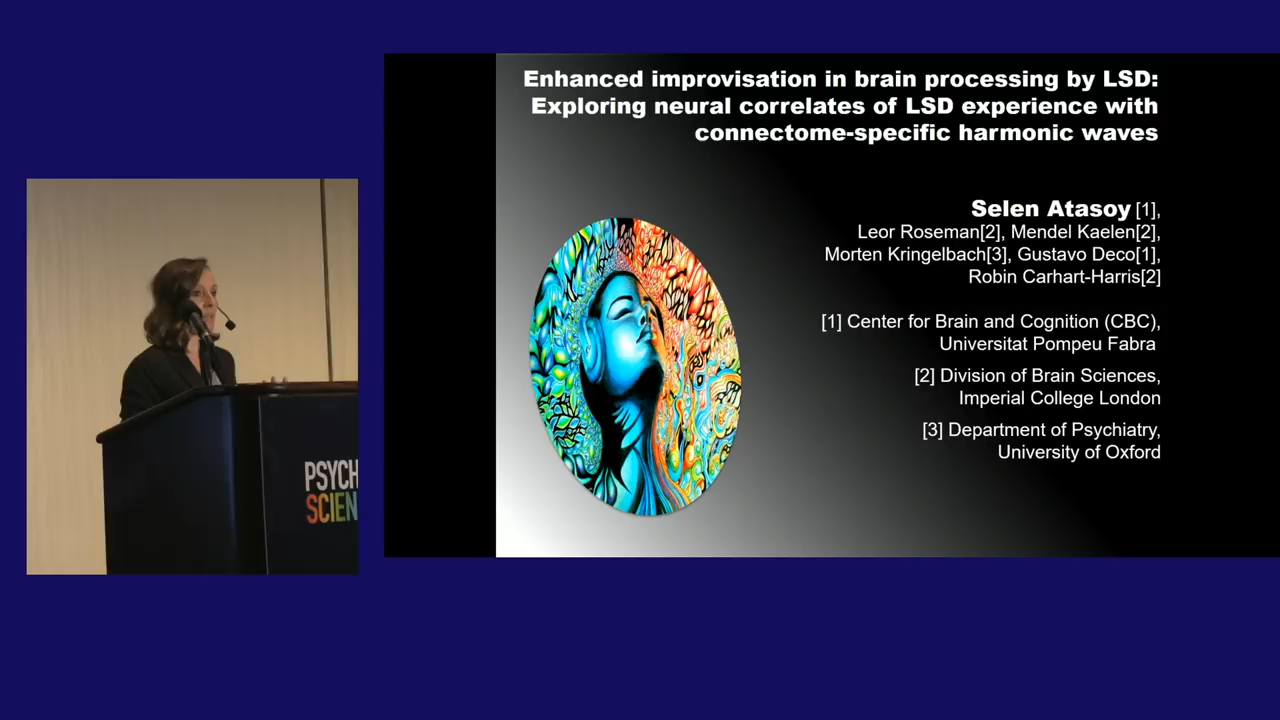 Enhanced improvisation in brain processing by LSD:
Exploring neural correlates of LSD experience with
connectome-specific harmonic waves
Selen Atasoy [1],
Leor Roseman[2], Mendel Kaelen[2],
Morten Kringelbach[3], Gustavo Deco[1],
Robin Carhart-Harris[2]
[1] Center for Brain and Cognition (CBC),
Universitat Pompeu Fabra
[2] Division of Brain Sciences,
Imperial College London
[3] Department of Psychiatry,
University of Oxford
PSYCH
SCIEN